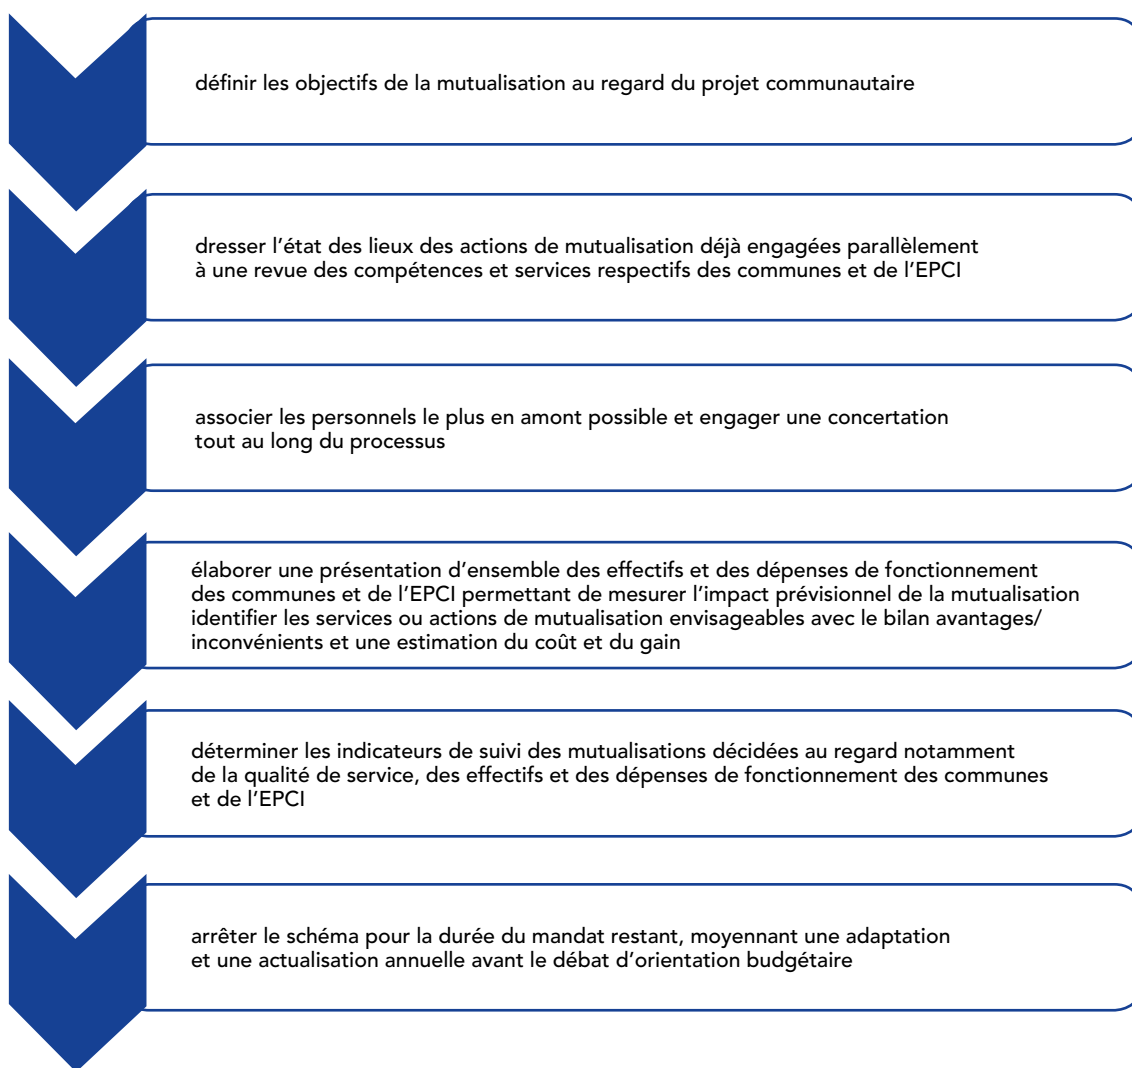 définir les objectifs de la mutualisation au regard du projet communautaire
dresser l’état des lieux des actions de mutualisation déjà engagées parallèlement
à une revue des compétences et services respectifs des communes et de l’EPCI
associer les personnels le plus en amont possible et engager une concertation
tout au long du processus
élaborer une présentation d’ensemble des effectifs et des dépenses de fonctionnement
des communes et de l’EPCI permettant de mesurer l’impact prévisionnel de la mutualisation
identifier les services ou actions de mutualisation envisageables avec le bilan avantages/
inconvénients et une estimation du coût et du gain
déterminer les indicateurs de suivi des mutualisations décidées au regard notamment
de la qualité de service, des effectifs et des dépenses de fonctionnement des communes
et de l’EPCI
arrêter le schéma pour la durée du mandat restant, moyennant une adaptation
et une actualisation annuelle avant le débat d’orientation budgétaire